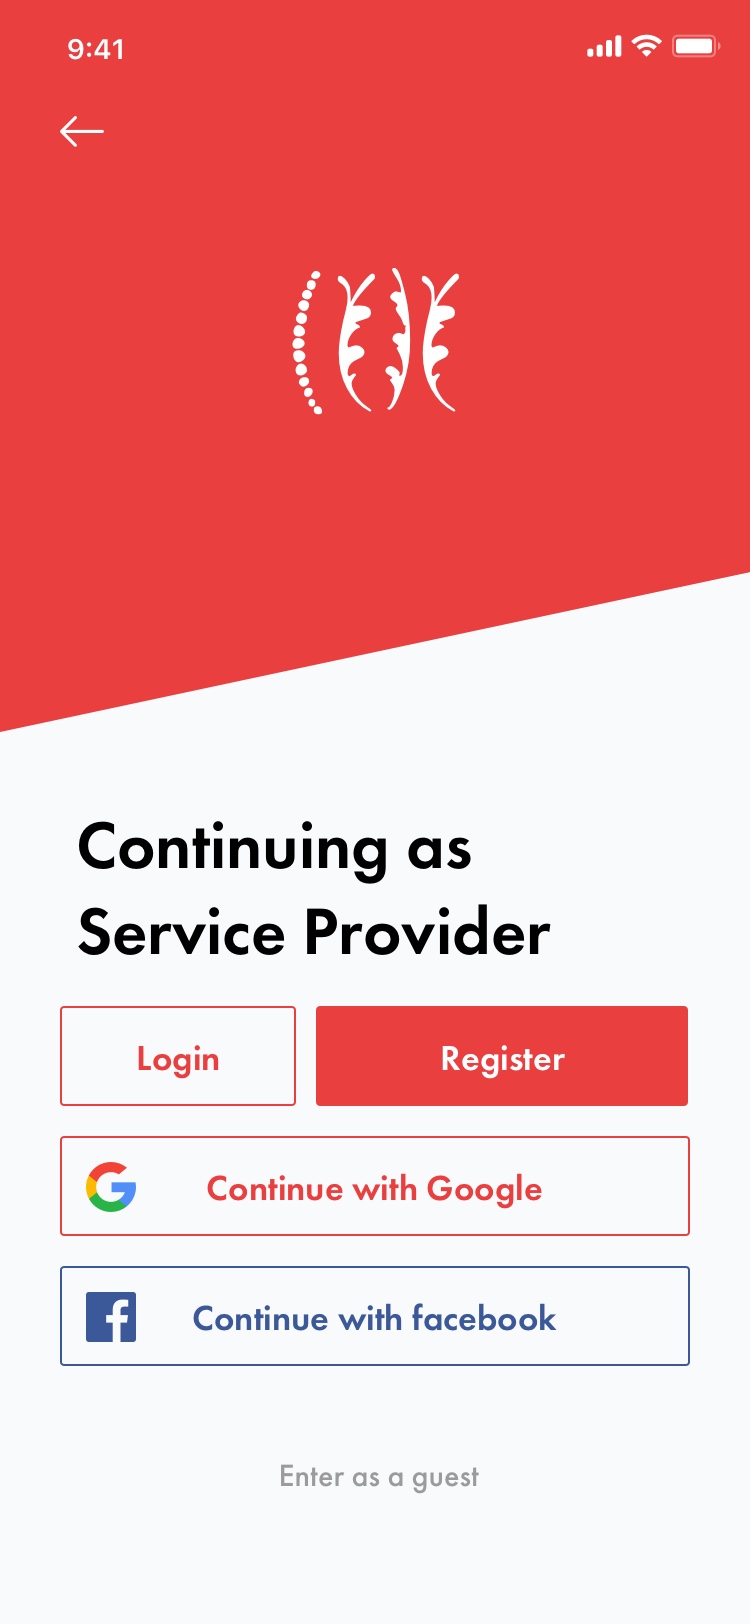 9:41
Continuing as
Service Provider
Login
Register
Continue with Google
Continue with facebook
Enter as a guest